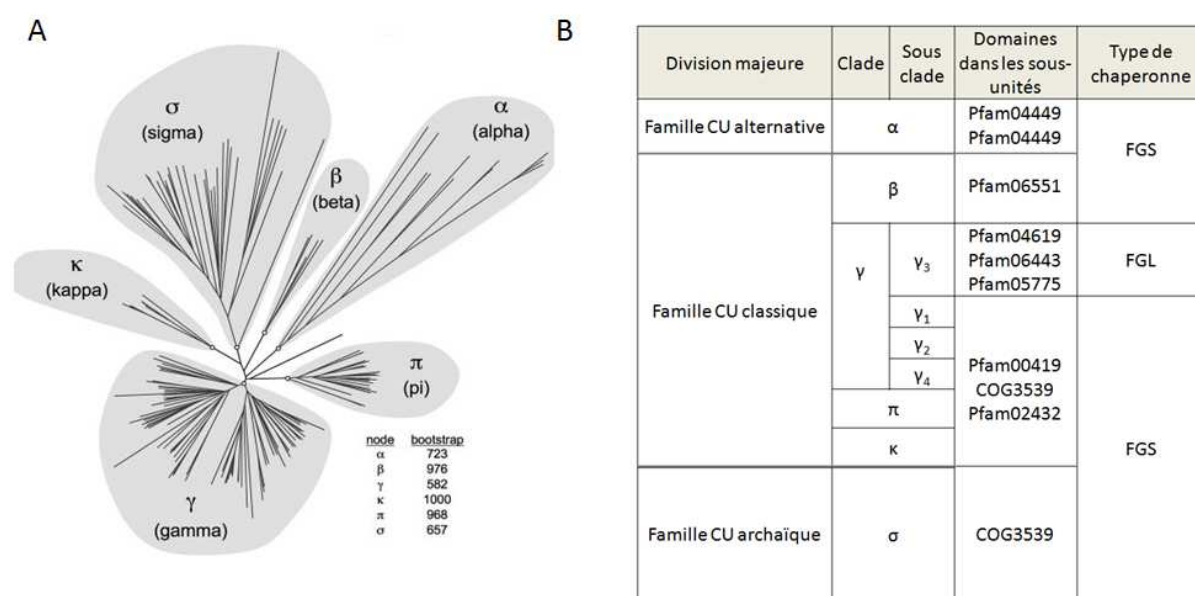 A
σ
(sigma)
α
(alpha)
β
(beta)
κ
(kappa)
π
(pi)
γ
(gamma)
node bootstrap
α 723
β 976
γ 582
κ 1000
π 968
σ 657
B
Division majeure
Clade
Sous
clade
Domaines
dans les sous-
unités
Type de
chaperonne
Famille CU alternative
α
Pfam04449
Pfam04449
FGS
Famille CU classique
β
Pfam06551
γ
γ3
Pfam04619
Pfam06443
Pfam05775
FGL
γ1
γ2
γ4
π
κ
Pfam00419
COG3539
Pfam02432
FGS
Famille CU archaïque
σ
COG3539